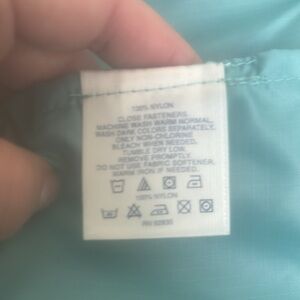 100% NYLON
CLOSE FASTENERS.
MACHINE WASH WARM NORMAL.
WASH DARK COLORS SEPARATELY.
ONLY NON-CHLORINE
BLEACH WHEN NEEDED.
TUMBLE DRY LOW.
REMOVE PROMPTLY.
DO NOT USE FABRIC SOFTENER.
WARM IRON IF NEEDED.
100% NYLON
RN